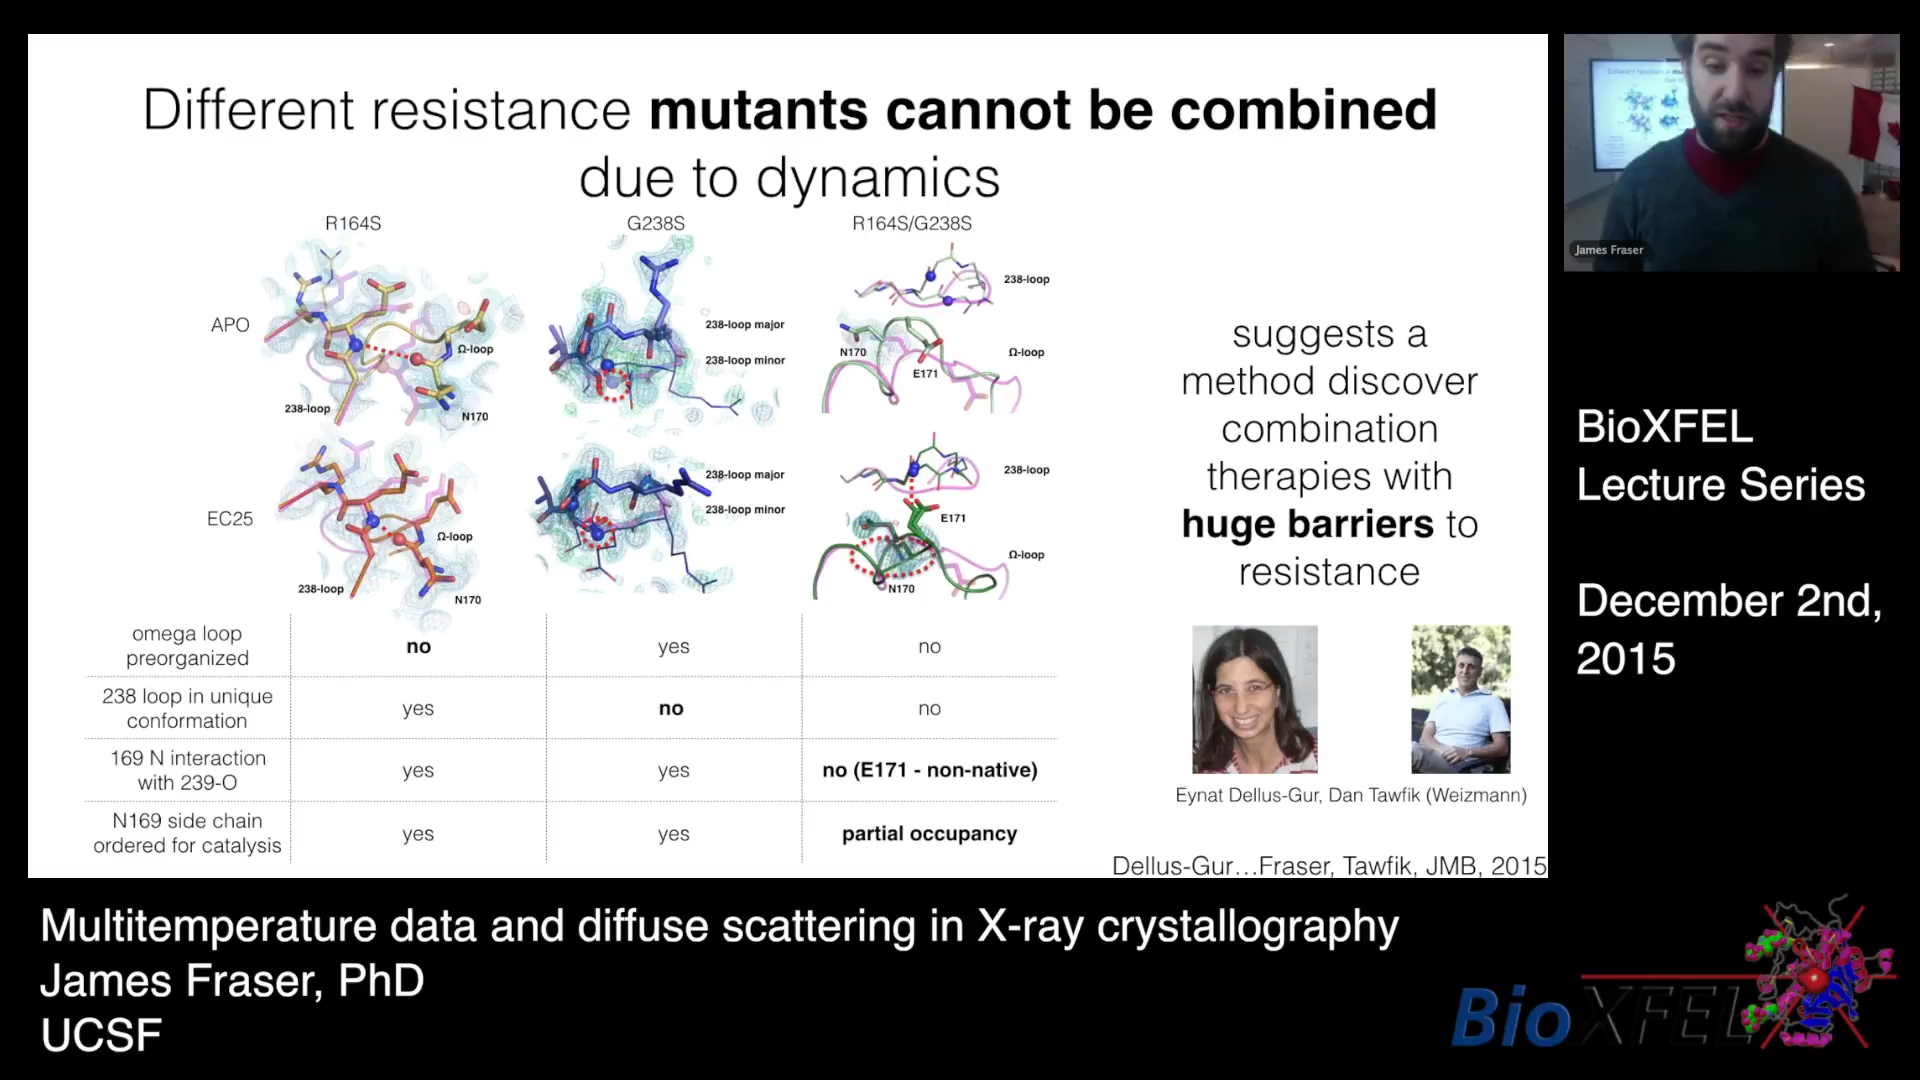 Different resistance mutants cannot be combined
due to dynamics
R164S
G238S
R164S/G238S
APO
238-loop
Ω-loop
N170
238-loop major
238-loop minor
238-loop
N170
E171
Ω-loop
EC25
238-loop
Ω-loop
N170
238-loop major
238-loop minor
238-loop
E171
Ω-loop
N170
omega loop
preorganized
no
yes
no
238 loop in unique
conformation
yes
no
no
169 N interaction
with 239-O
yes
yes
no (E171 - non-native)
N169 side chain
ordered for catalysis
yes
yes
partial occupancy
suggests a
method discover
combination
therapies with
huge barriers to
resistance
Eynat Dellus-Gur, Dan Tawfik (Weizmann)
Dellus-Gur...Fraser, Tawfik, JMB, 2015
James Fraser
BioXFEL
Lecture Series
December 2nd,
2015
Multitemperature data and diffuse scattering in X-ray crystallography
James Fraser, PhD
UCSF
BioXFEL